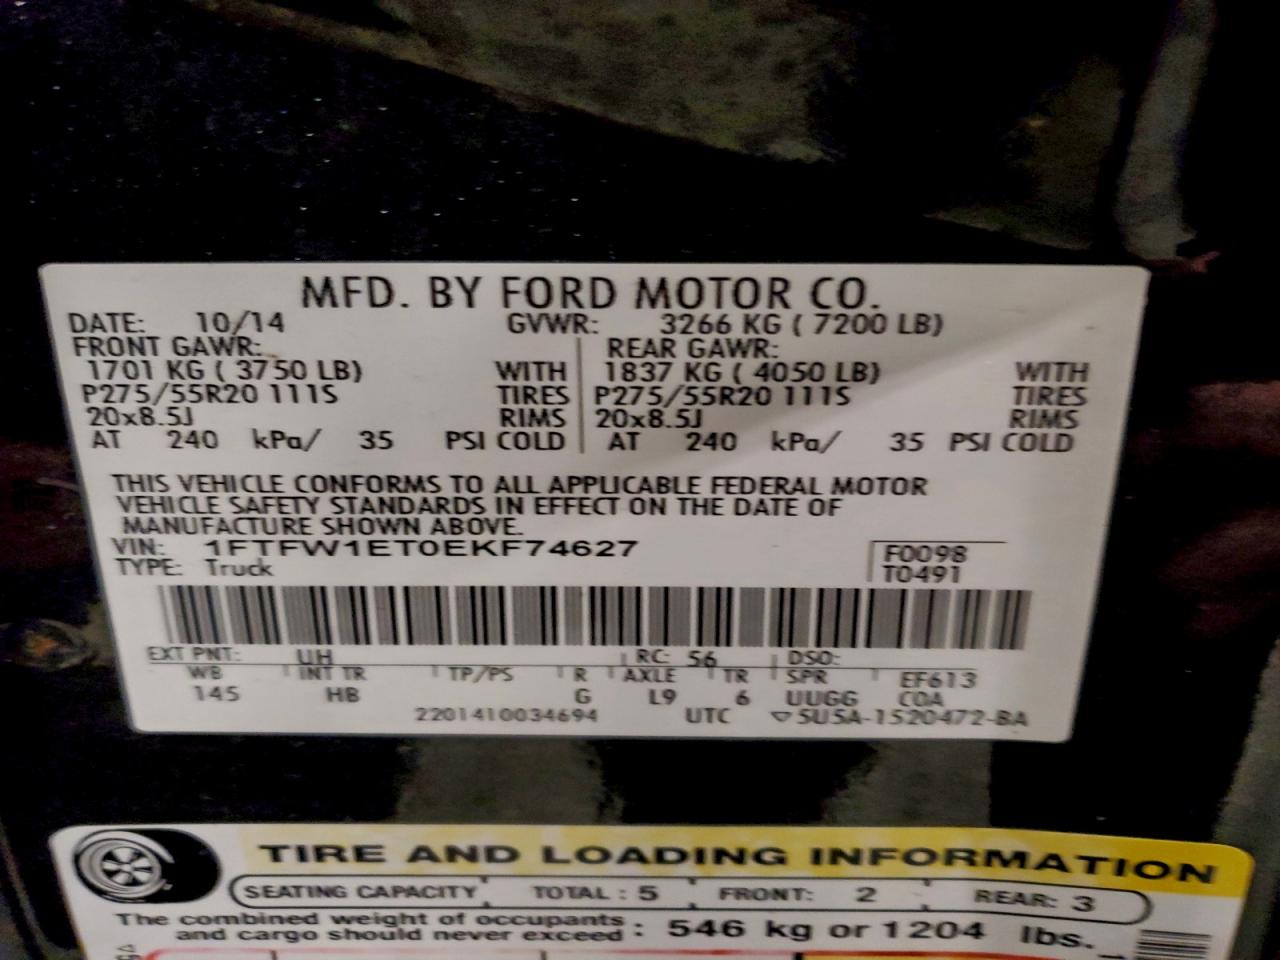 MFD. BY FORD MOTOR CO.
DATE: 10/14 GVWR: 3266 KG ( 7200 LB)
FRONT GAWR: REAR GAWR:
1701 KG ( 3750 LB) WITH 1837 KG ( 4050 LB) WITH
P275/55R20 111S TIRES P275/55R20 111S TIRES
20x8.5J RIMS 20x8.5J RIMS
AT 240 kPa/ 35 PSI COLD AT 240 kPa/ 35 PSI COLD
THIS VEHICLE CONFORMS TO ALL APPLICABLE FEDERAL MOTOR
VEHICLE SAFETY STANDARDS IN EFFECT ON THE DATE OF
MANUFACTURE SHOWN ABOVE.
VIN: 1FTFW1ET0EKF74627 F0098
TYPE: Truck T0491
EXT PNT: UH RC: 56 DSO:
WB INT TR TP/PS R AXLE TR SPR EF613
145 HB G L9 6 UUGG COA
2201410034694 UTC ▽ 5U5A-1520472-BA
TIRE AND LOADING INFORMATION
SEATING CAPACITY TOTAL : 5 FRONT: 2 REAR: 3
The combined weight of occupants
and cargo should never exceed : 546 kg or 1204 lbs.